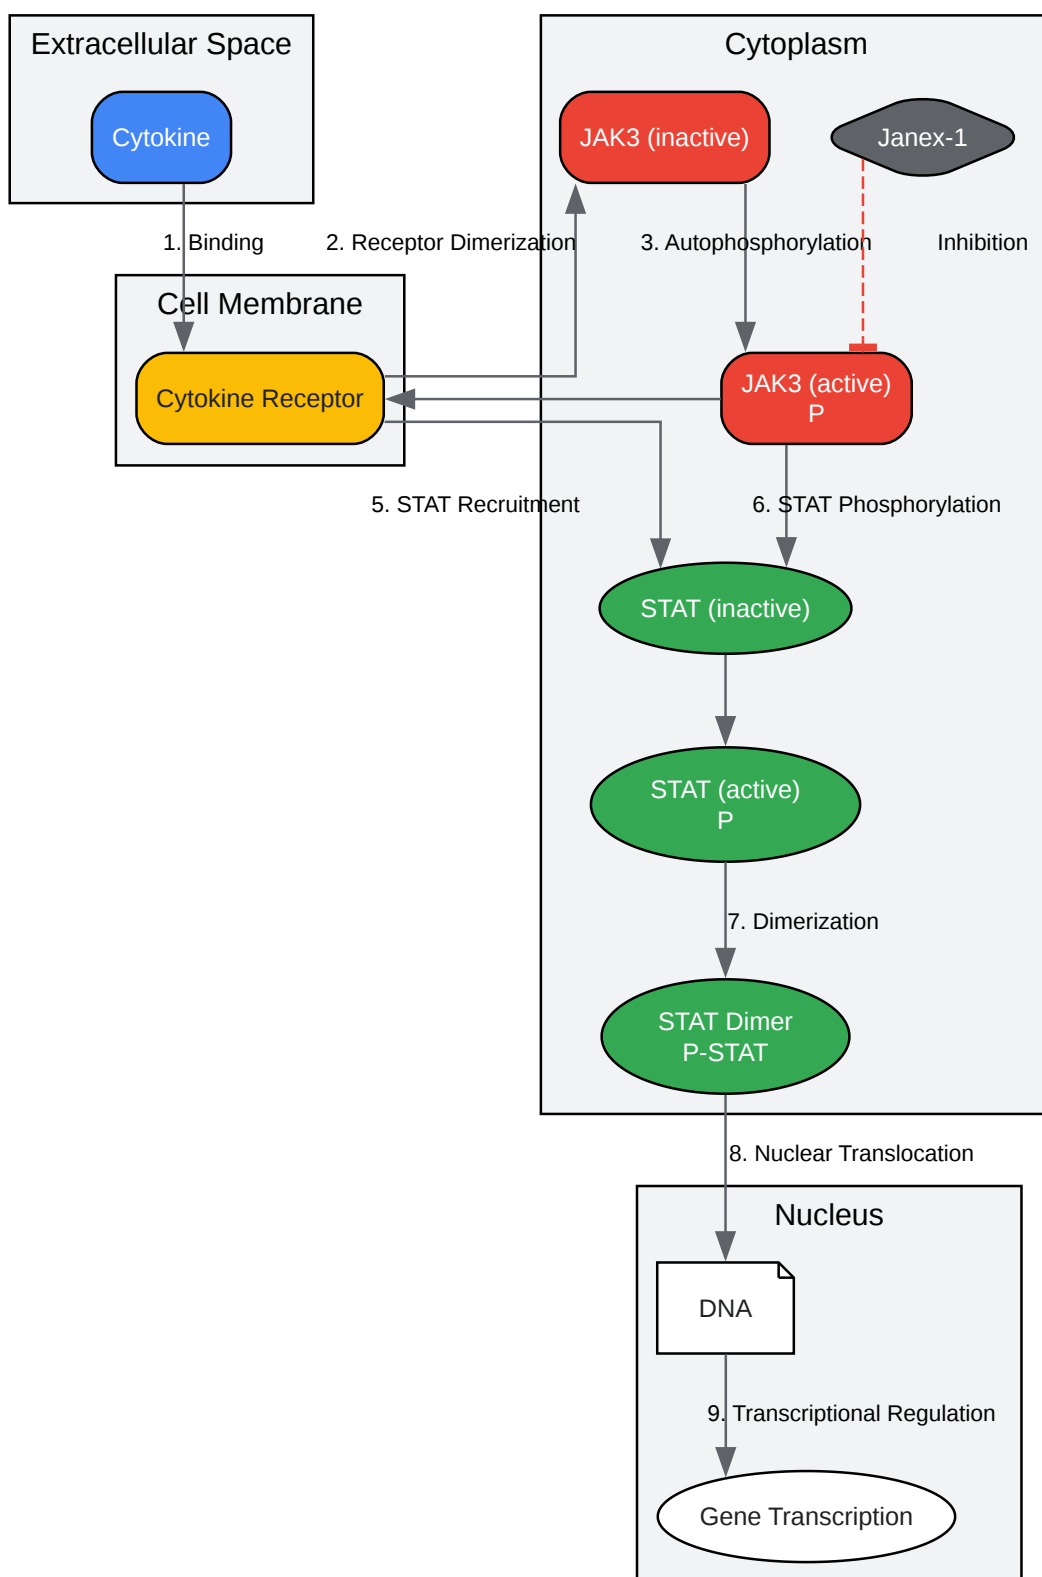 Extracellular Space
Cytoplasm
Cytokine
JAK3 (inactive)
Janex-1
1. Binding
2. Receptor Dimerization
3. Autophosphorylation
Inhibition
Cell Membrane
Cytokine Receptor
JAK3 (active)
P
5. STAT Recruitment
6. STAT Phosphorylation
STAT (inactive)
STAT (active)
P
7. Dimerization
STAT Dimer
P-STAT
8. Nuclear Translocation
Nucleus
DNA
9. Transcriptional Regulation
Gene Transcription